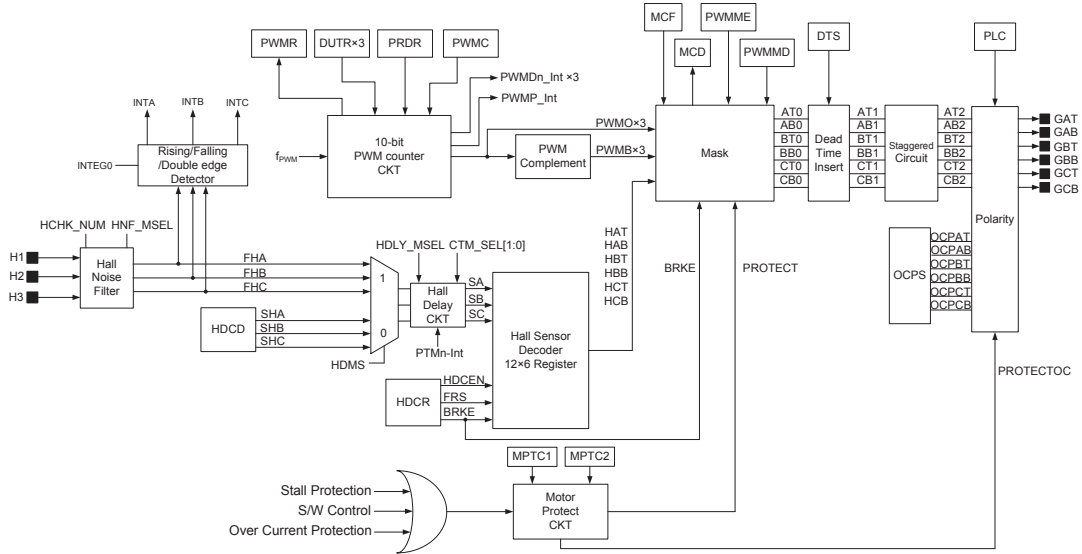 PWMR
DUTR×3
PRDR
PWMC
MCF
MCD
PWMME
PWMMD
DTS
PLC
PWMDn_Int ×3
PWMP_Int
INTA
INTB
INTC
INTEG0
Rising/Falling
/Double edge
Detector
fPWM
10-bit
PWM counter
CKT
PWM
Complement
PWMO×3
PWMB×3
Mask
AT0
AB0
BT0
BB0
CT0
CB0
Dead
Time
Insert
AT1
AB1
BT1
BB1
CT1
CB1
Staggered
Circuit
AT2
AB2
BT2
BB2
CT2
CB2
Polarity
GAT
GAB
GBT
GBB
GCT
GCB
HCHK_NUM
HNF_MSEL
H1
H2
H3
Hall
Noise
Filter
FHA
FHB
FHC
HDCD
SHA
SHB
SHC
1
0
HDMS
HDLY_MSEL
CTM_SEL[1:0]
Hall
Delay
CKT
PTMn-Int
SA
SB
SC
Hall Sensor
Decoder
12×6 Register
HDCR
HDCEN
FRS
BRKE
HAT
HAB
HBT
HBB
HCT
HCB
BRKE
PROTECT
OCPS
OCPAT
OCPAB
OCPBT
OCPBB
OCPCT
OCPCB
PROTECTOC
MPTC1
MPTC2
Motor
Protect
CKT
Stall Protection
S/W Control
Over Current Protection